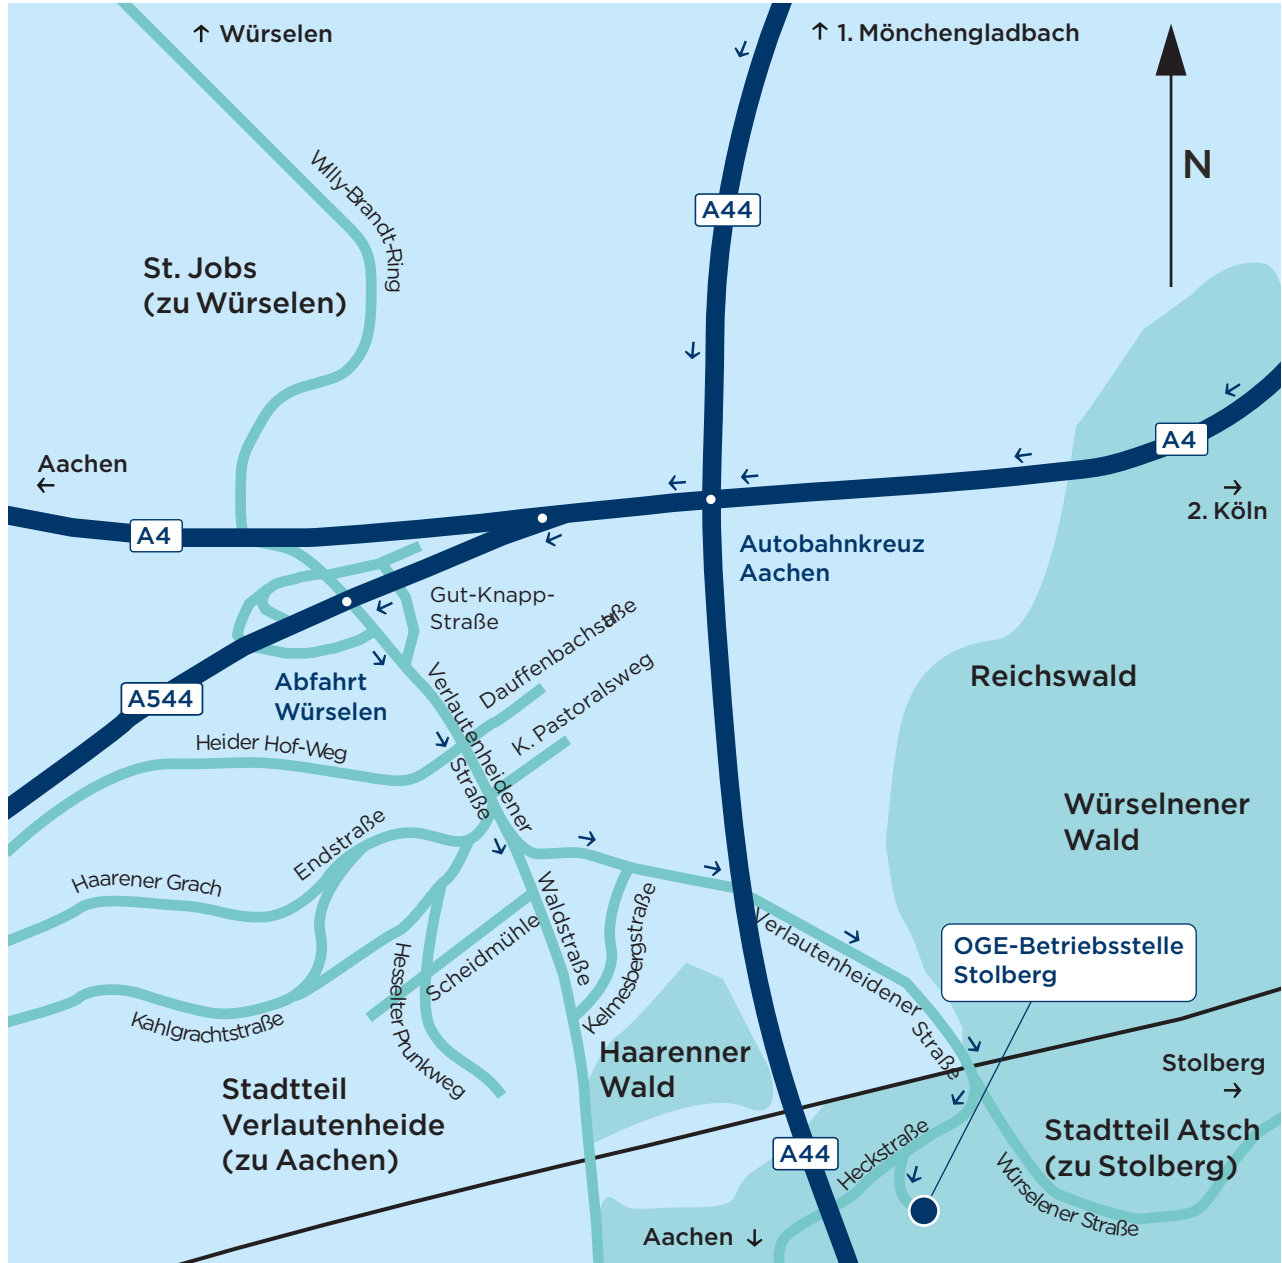 ↑ Würselen
↑ 1. Mönchengladbach
N
Willy-Brandt-Ring
A44
St. Jobs
(zu Würselen)
A4
Aachen
←
→
2. Köln
A4
Autobahnkreuz
Aachen
Gut-Knapp-
Straße
Dauffenbachstraße
K. Pastoralsweg
Reichswald
Abfahrt
Würselen
A544
Verlautenheidener
Straße
Heider Hof-Weg
Würselnener
Wald
Endstraße
Haarener Grach
Waldstraße
Kelmesbergstraße
Scheidmühle
Hesselter Prunkweg
Kahlgrachtstraße
Verlautenheidener Straße
OGE-Betriebsstelle
Stolberg
Haarenner
Wald
Stolberg
→
Stadtteil
Verlautenheide
(zu Aachen)
Stadtteil Atsch
(zu Stolberg)
A44
Heckstraße
Würselener Straße
Aachen ↓